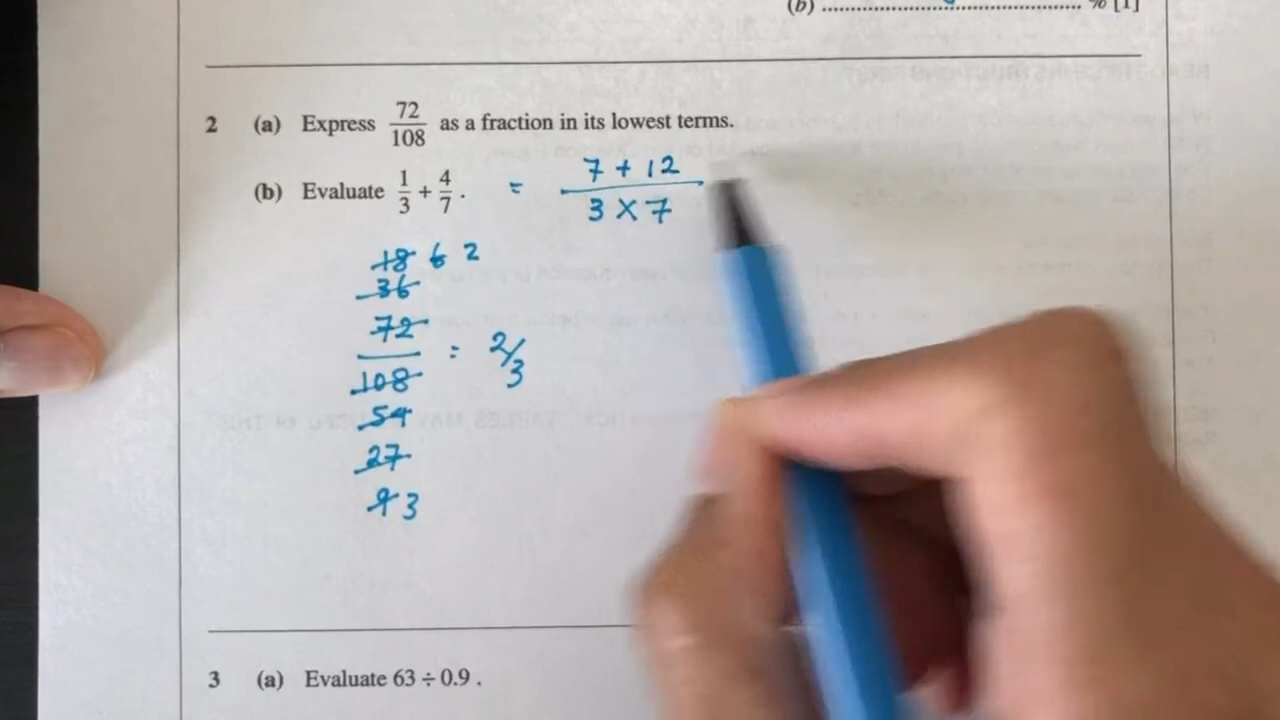 (b) ........................................ % [1]
2 (a) Express 72/108 as a fraction in its lowest terms.
(b) Evaluate 1/3 + 4/7 . = 7 + 12 / 3 × 7
18 6 2
36
72
108 = 2/3
54
27
9 3
3 (a) Evaluate 63 ÷ 0.9 .